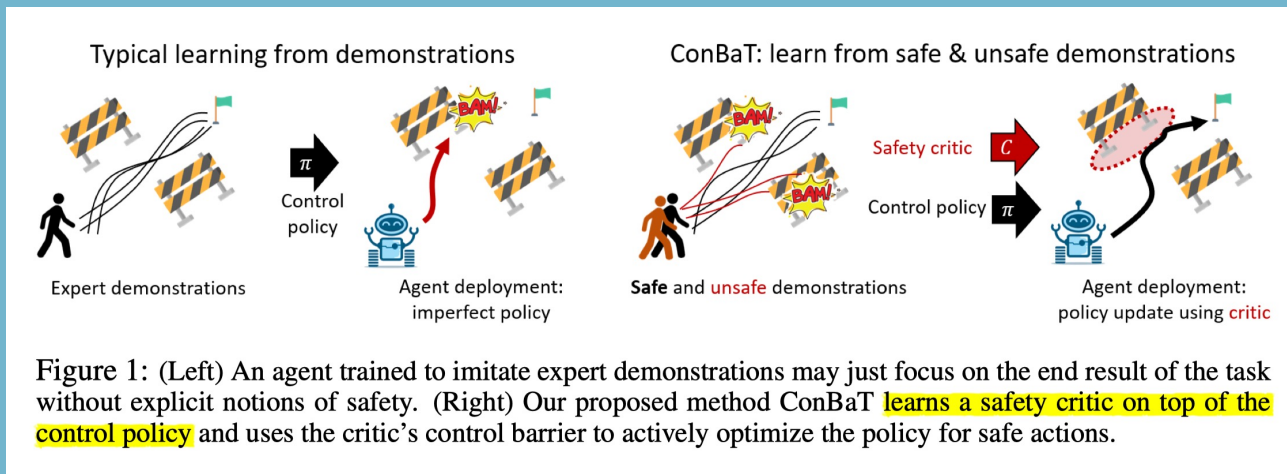 Typical learning from demonstrations
BAM!
π
Control
policy
Expert demonstrations
Agent deployment:
imperfect policy
ConBaT: learn from safe & unsafe demonstrations
BAM!
BAM!
Safety critic C
Control policy π
Safe and unsafe demonstrations
Agent deployment:
policy update using critic
Figure 1: (Left) An agent trained to imitate expert demonstrations may just focus on the end result of the task
without explicit notions of safety. (Right) Our proposed method ConBaT learns a safety critic on top of the
control policy and uses the critic's control barrier to actively optimize the policy for safe actions.